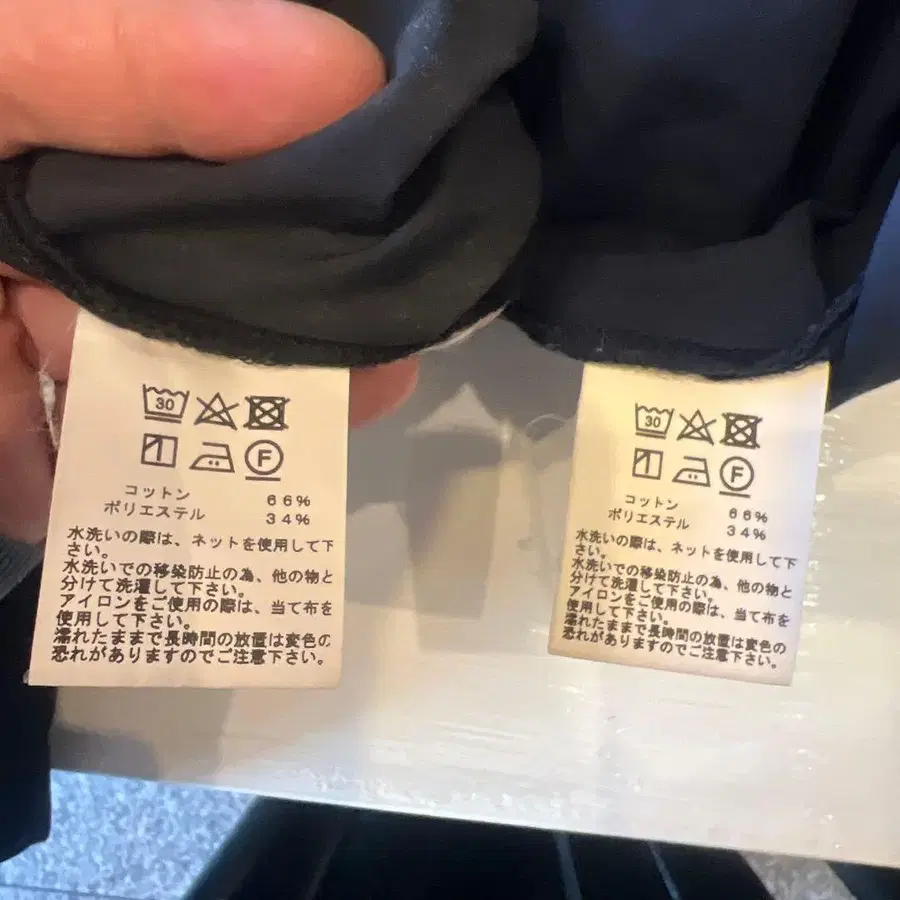 30
F
コットン 66%
ポリエステル 34%
水洗いの際は、ネットを使用して下
さい。
水洗いでの移染防止の為、他の物と
分けて洗濯して下さい。
アイロンをご使用の際は、当て布を
使用して下さい。
濡れたままで長時間の放置は変色の
恐れがありますのでご注意下さい。
30
F
コットン 66%
ポリエステル 34%
水洗いの際は、ネットを使用して下
さい。
水洗いでの移染防止の為、他の物と
分けて洗濯して下さい。
アイロンをご使用の際は、当て布を
使用して下さい。
濡れたままで長時間の放置は変色の
恐れがありますのでご注意下さい。